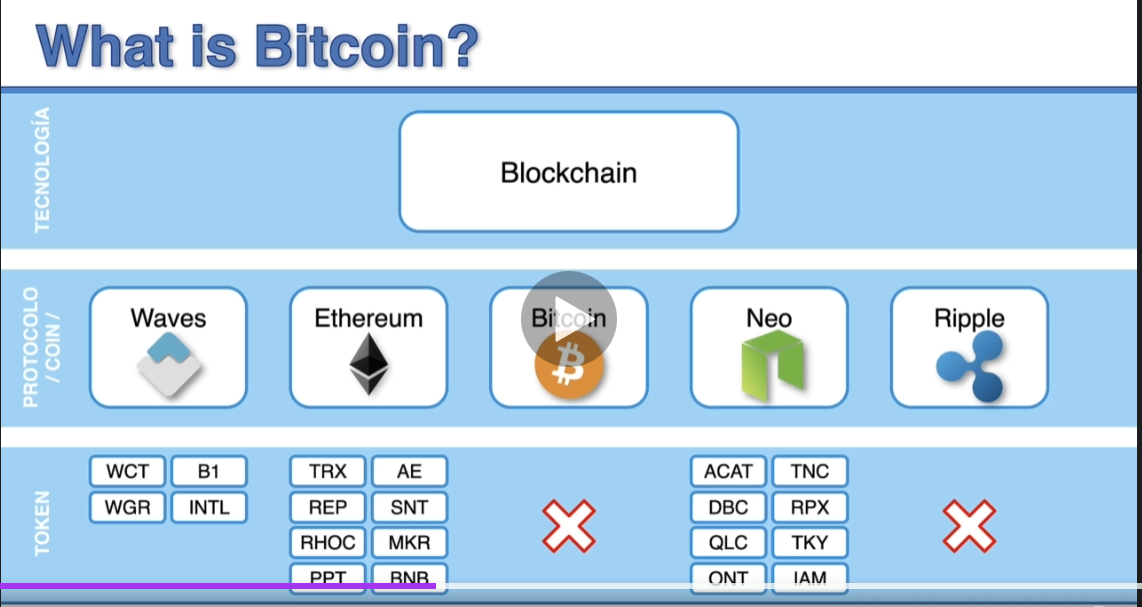 What is Bitcoin?
TECNOLOGÍA
Blockchain
PROTOCOLO
/ COIN /
Waves
Ethereum
Bitcoin
Neo
Ripple
TOKEN
WCT B1
WGR INTL
TRX AE
REP SNT
RHOC MKR
PPT BNB
ACAT TNC
DBC RPX
QLC TKY
ONT IAM